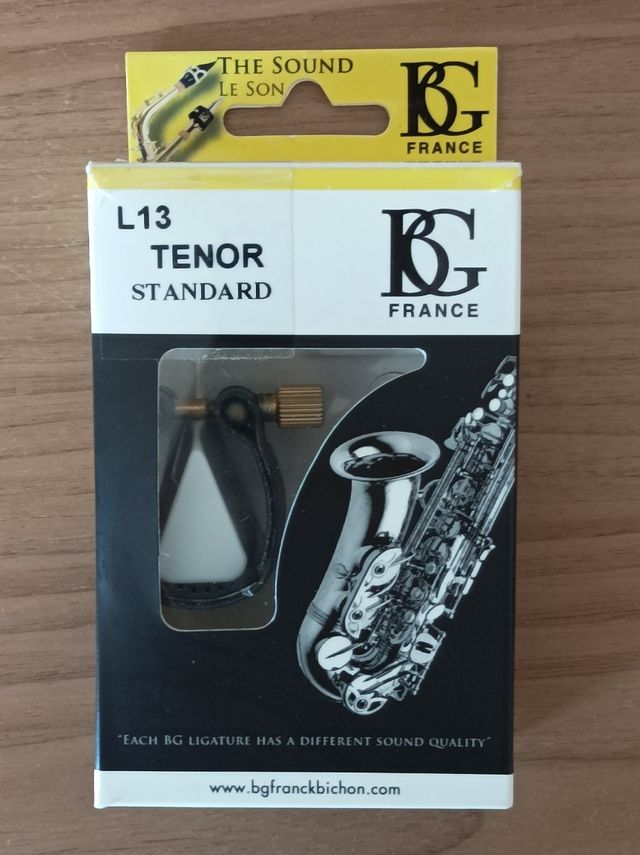 THE SOUND
LE SON
BG
FRANCE
L13
TENOR
STANDARD
BG
FRANCE
"EACH BG LIGATURE HAS A DIFFERENT SOUND QUALITY"
www.bgfranckbichon.com